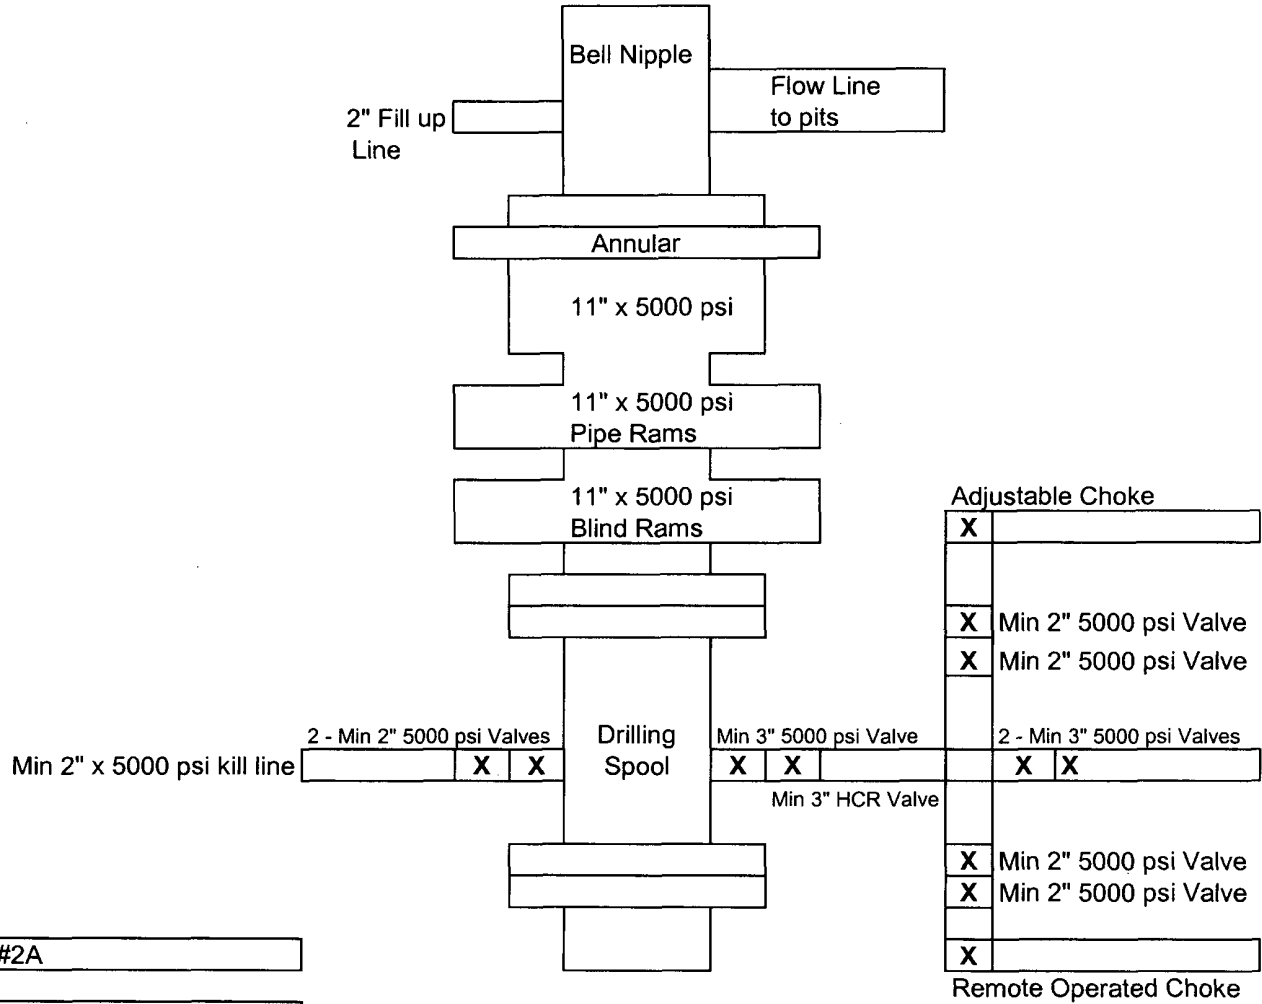 Bell Nipple
Flow Line
to pits
2" Fill up
Line
Annular
11" x 5000 psi
11" x 5000 psi
Pipe Rams
11" x 5000 psi
Blind Rams
Adjustable Choke
X
X Min 2" 5000 psi Valve
X Min 2" 5000 psi Valve
2 - Min 2" 5000 psi Valves
Drilling
Spool
Min 3" 5000 psi Valve
2 - Min 3" 5000 psi Valves
Min 2" x 5000 psi kill line
X X
X X
X X
Min 3" HCR Valve
X Min 2" 5000 psi Valve
X Min 2" 5000 psi Valve
#2A
X
Remote Operated Choke